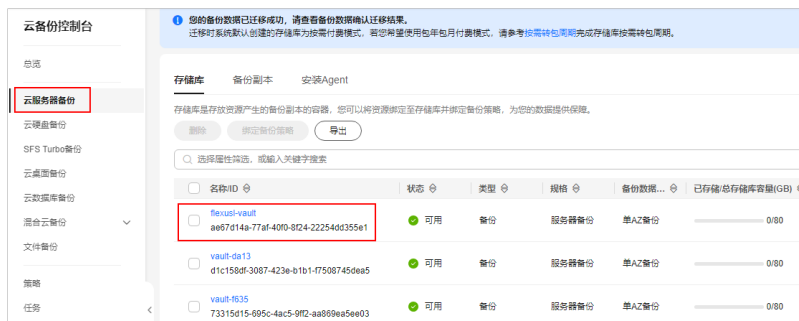 云备份控制台
总览
云服务器备份
云硬盘备份
SFS Turbo备份
云桌面备份
云数据库备份
混合云备份
文件备份
策略
任务
您的备份数据已迁移成功，请查看备份数据确认迁移结果。
迁移时系统默认创建的存储库为按需付费模式，若您希望使用包年包月付费模式，请参考按需转包周期完成存储库按需转包周期。
存储库 备份副本 安装Agent
存储库是存放资源产生的备份副本的容器，您可以将资源绑定至存储库并绑定备份策略，为您的数据提供保障。
删除 绑定备份策略 导出
选择属性筛选，或输入关键字搜索
名称/ID 状态 类型 规格 备份数据... 已存储/总存储库容量(GB)
flexusl-vault
ae67d14a-77af-40f0-8f24-22254dd355e1 可用 备份 服务器备份 单AZ备份 0/80
vault-da13
d1c158df-3087-423e-b1b1-f7508745dea5 可用 备份 服务器备份 单AZ备份 0/80
vault-f635
73315d15-695c-4ac5-9ff2-aa869ea5ee03 可用 备份 服务器备份 单AZ备份 0/80